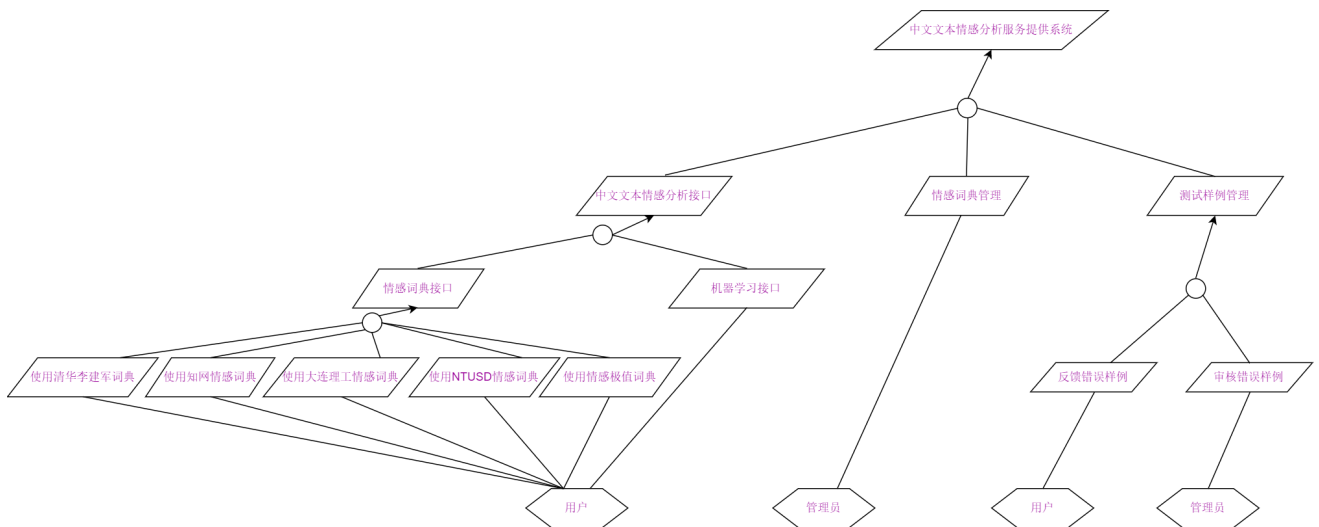 中文文本情感分析服务提供系统
中文文本情感分析接口
情感词典管理
测试样例管理
情感词典接口
机器学习接口
使用清华李建军词典
使用知网情感词典
使用大连理工情感词典
使用NTUSD情感词典
使用情感极值词典
反馈错误样例
审核错误样例
用户
管理员
用户
管理员